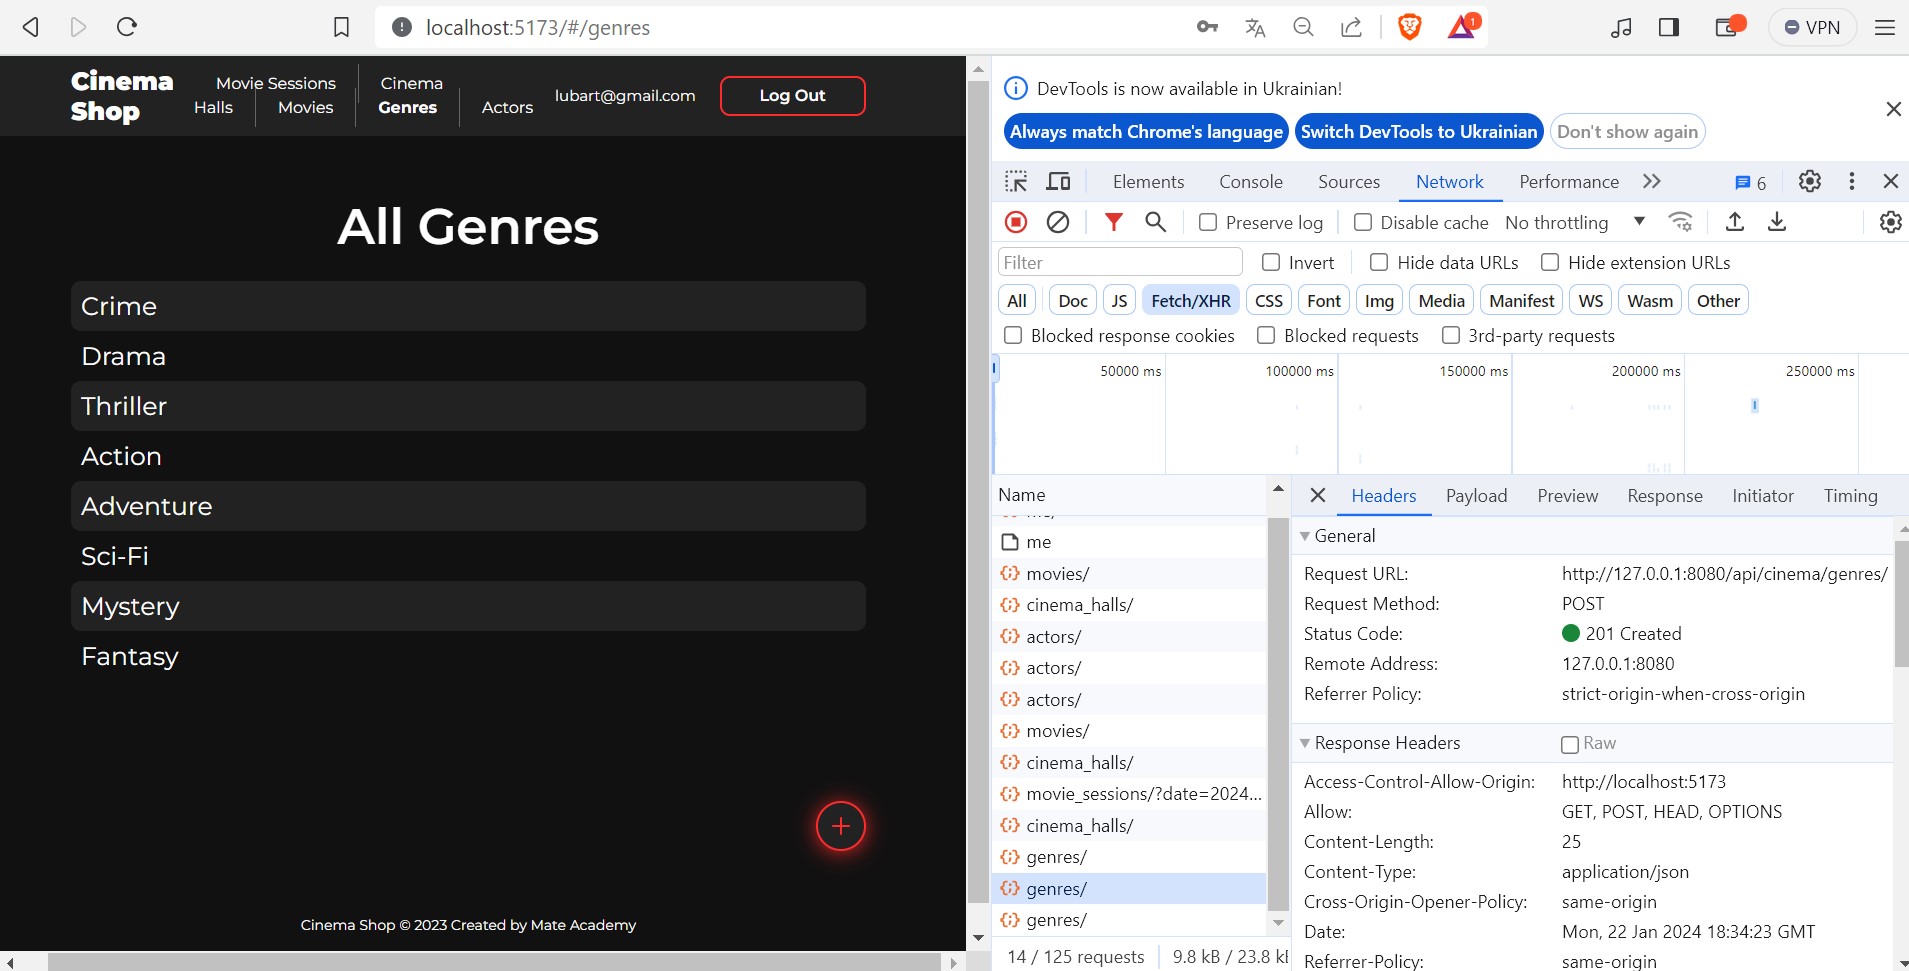 localhost:5173/#/genres
1
VPN
Cinema Shop
Movie Sessions
Cinema
Halls
Movies
Genres
Actors
lubart@gmail.com
Log Out
All Genres
Crime
Drama
Thriller
Action
Adventure
Sci-Fi
Mystery
Fantasy
Cinema Shop © 2023 Created by Mate Academy
DevTools is now available in Ukrainian!
Always match Chrome's language
Switch DevTools to Ukrainian
Don't show again
Elements Console Sources Network Performance 6
Preserve log Disable cache No throttling
Filter Invert Hide data URLs Hide extension URLs
All Doc JS Fetch/XHR CSS Font Img Media Manifest WS Wasm Other
Blocked response cookies Blocked requests 3rd-party requests
50000 ms 100000 ms 150000 ms 200000 ms 250000 ms
Name
me
movies/
cinema_halls/
actors/
actors/
actors/
movies/
cinema_halls/
movie_sessions/?date=2024...
cinema_halls/
genres/
genres/
genres/
14 / 125 requests 9.8 kB / 23.8
Headers Payload Preview Response Initiator Timing
General
Request URL: http://127.0.0.1:8080/api/cinema/genres/
Request Method: POST
Status Code: 201 Created
Remote Address: 127.0.0.1:8080
Referrer Policy: strict-origin-when-cross-origin
Response Headers Raw
Access-Control-Allow-Origin: http://localhost:5173
Allow: GET, POST, HEAD, OPTIONS
Content-Length: 25
Content-Type: application/json
Cross-Origin-Opener-Policy: same-origin
Date: Mon, 22 Jan 2024 18:34:23 GMT
Referrer-Policy: same-origin